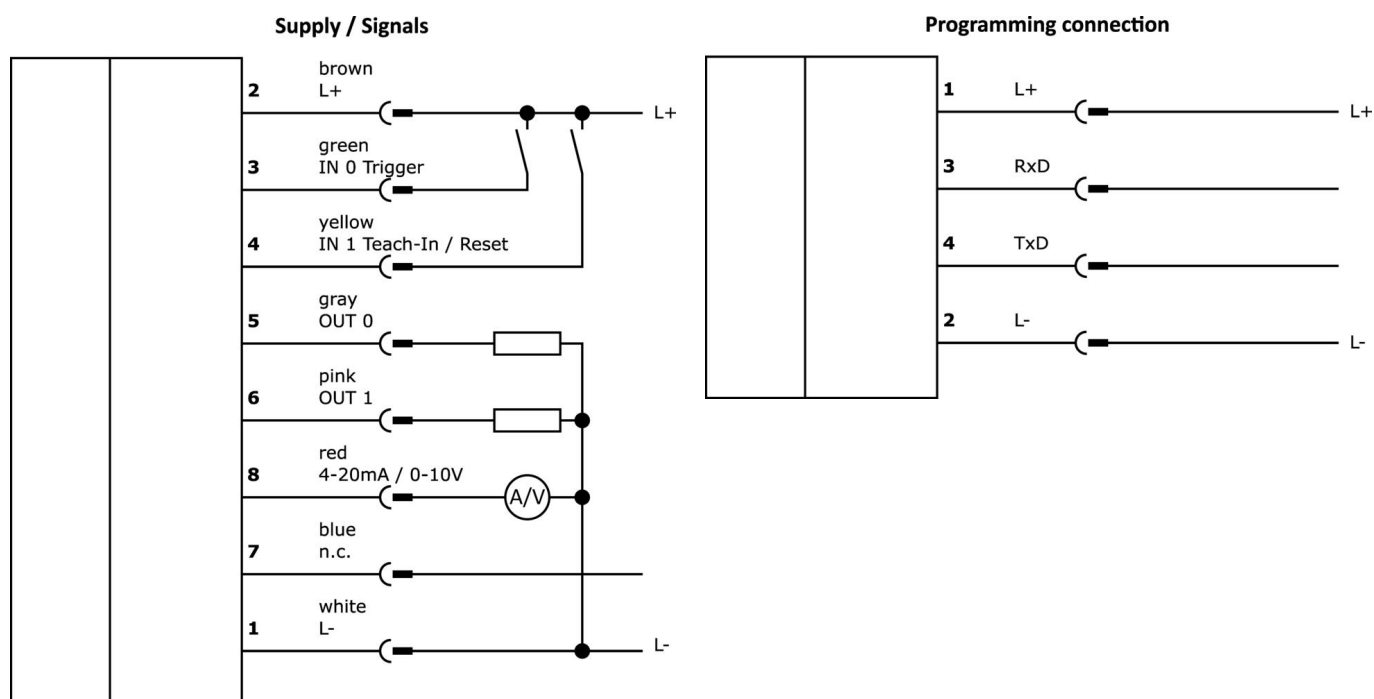 Supply / Signals
2
brown
L+
L+
3
green
IN 0 Trigger
4
yellow
IN 1 Teach-In / Reset
5
gray
OUT 0
6
pink
OUT 1
8
red
4-20mA / 0-10V
A/V
7
blue
n.c.
1
white
L-
L-
Programming connection
1
L+
L+
3
RxD
4
TxD
2
L-
L-